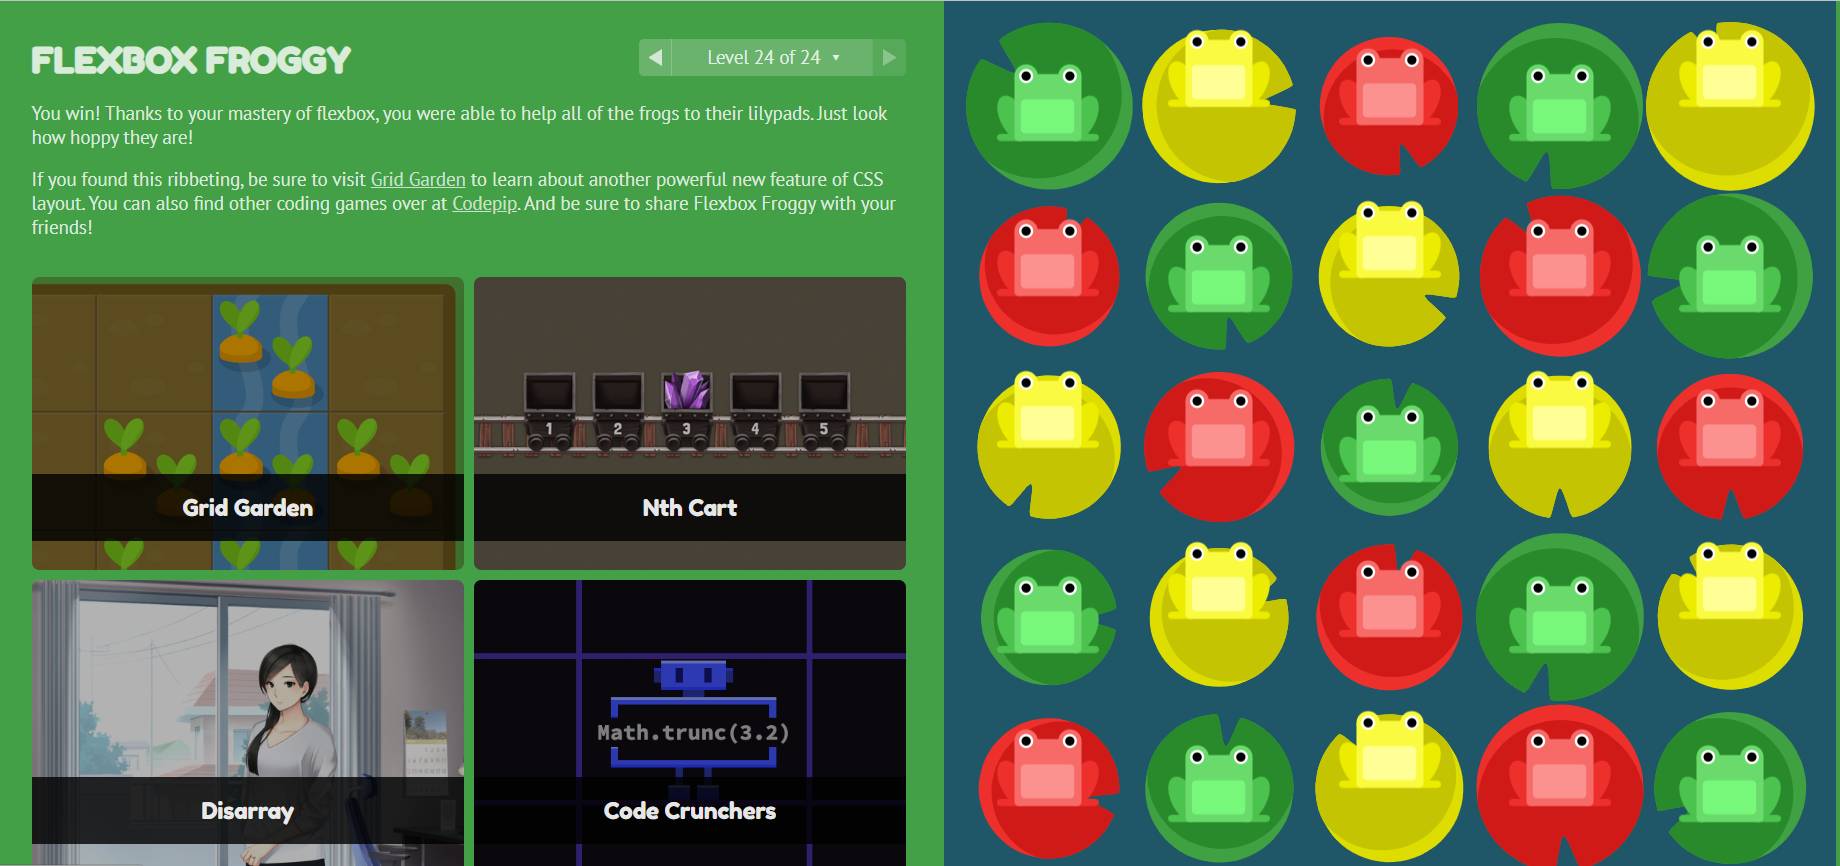 FLEXBOX FROGGY
Level 24 of 24
You win! Thanks to your mastery of flexbox, you were able to help all of the frogs to their lilypads. Just look
how hoppy they are!
If you found this ribbeting, be sure to visit Grid Garden to learn about another powerful new feature of CSS
layout. You can also find other coding games over at Codepip. And be sure to share Flexbox Froggy with your
friends!
1 2 3 4 5
Grid Garden
Nth Cart
Math.trunc(3.2)
Disarray
Code Crunchers